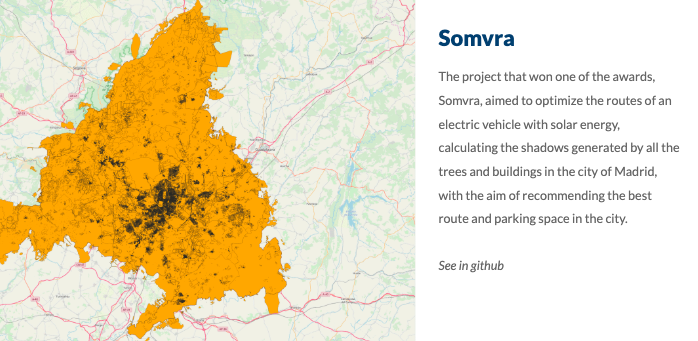 Somvra
The project that won one of the awards,
Somvra, aimed to optimize the routes of an
electric vehicle with solar energy,
calculating the shadows generated by all the
trees and buildings in the city of Madrid,
with the aim of recommending the best
route and parking space in the city.
See in github